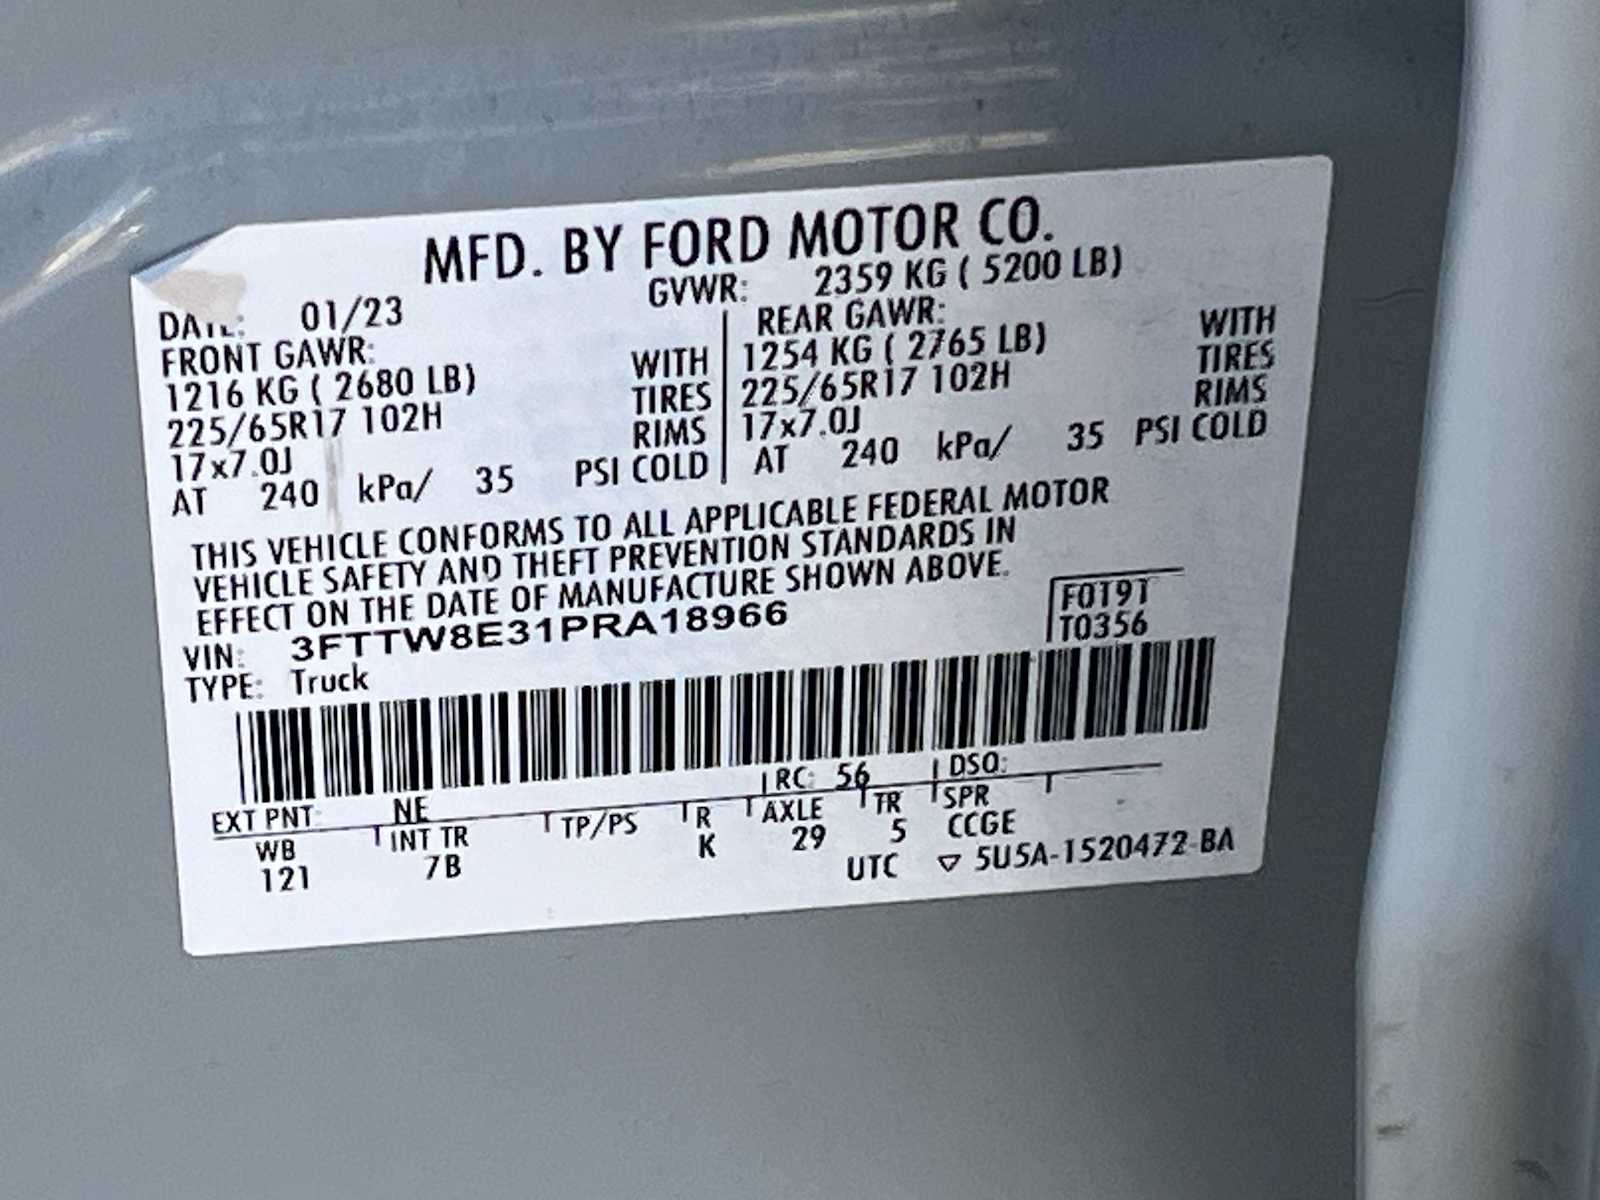 MFD. BY FORD MOTOR CO.
DATE: 01/23 GVWR: 2359 KG ( 5200 LB)
FRONT GAWR: REAR GAWR:
1216 KG ( 2680 LB) WITH 1254 KG ( 2765 LB) WITH
225/65R17 102H TIRES 225/65R17 102H TIRES
17x7.0J RIMS 17x7.0J RIMS
AT 240 kPa/ 35 PSI COLD AT 240 kPa/ 35 PSI COLD
THIS VEHICLE CONFORMS TO ALL APPLICABLE FEDERAL MOTOR
VEHICLE SAFETY AND THEFT PREVENTION STANDARDS IN
EFFECT ON THE DATE OF MANUFACTURE SHOWN ABOVE.
VIN: 3FTTW8E31PRA18966 F0T9T
TYPE: Truck T0356
EXT PNT: NE RC: 56 DSO:
WB INT TR TP/PS R AXLE TR SPR
121 7B K 29 5 CCGE
UTC ▽ 5U5A-1520472-BA